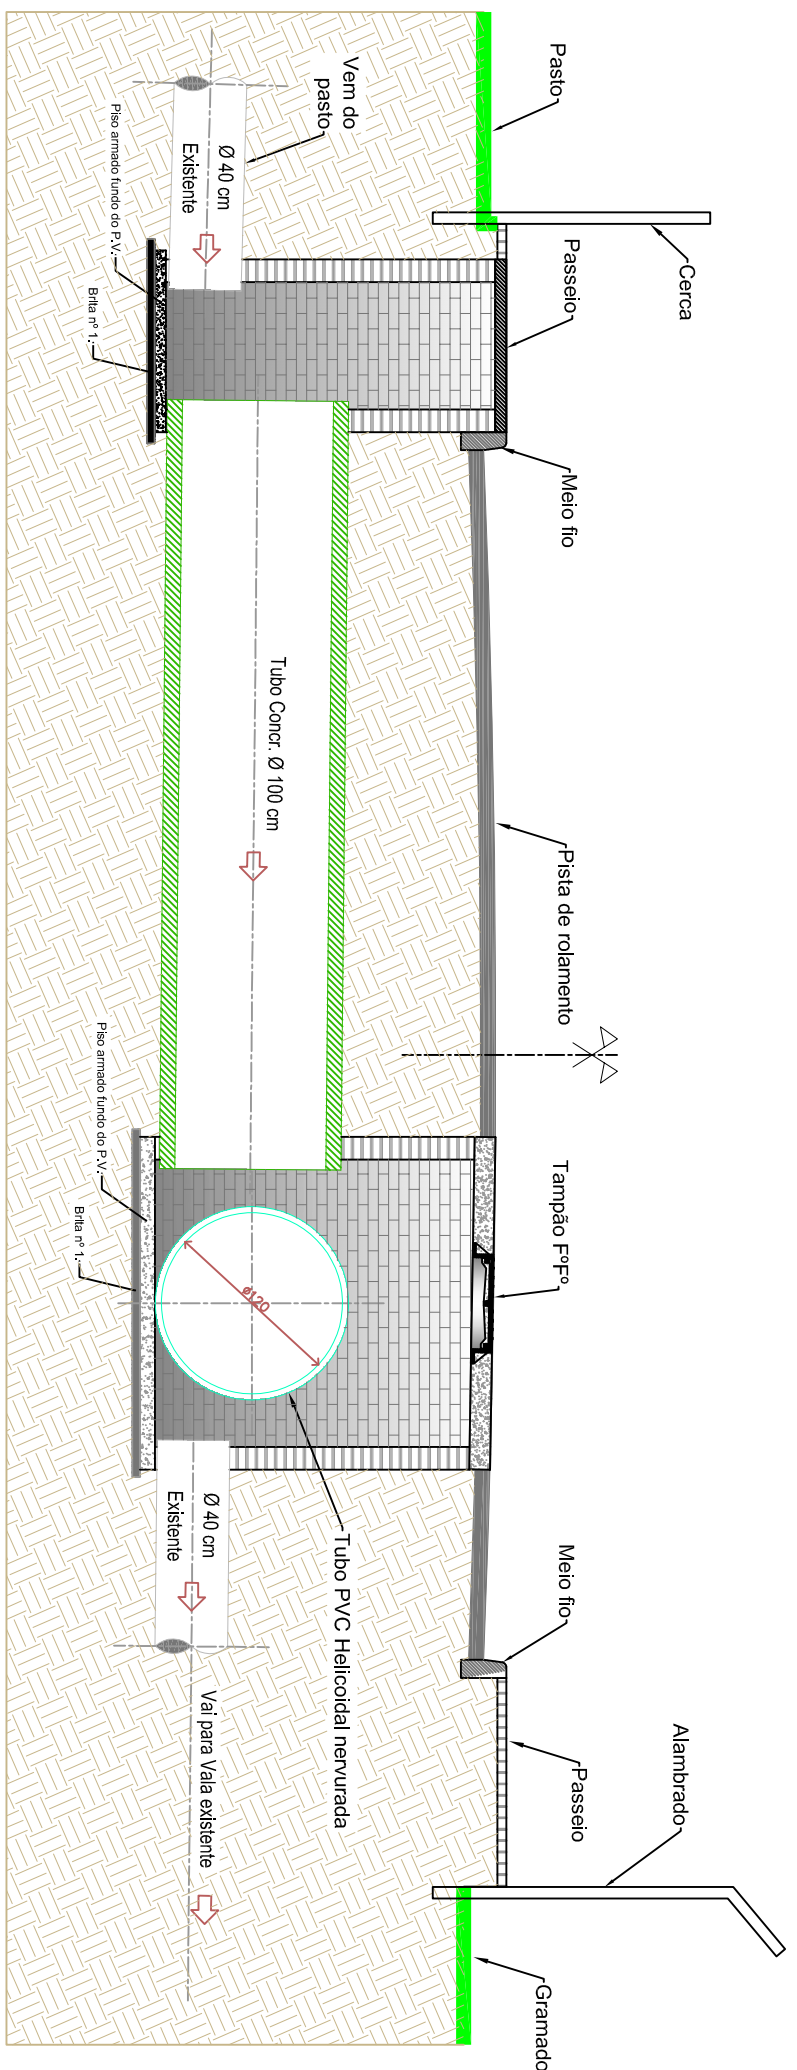 Pasto
Cerca
Vem do
pasto
Ø 40 cm
Existente
Piso armado fundo do P.V.
Brita nº 1.
Passeio
Meio fio
Tubo Concr. Ø 100 cm
Pista de rolamento
Piso armado fundo do P.V.
Brita nº 1.
Tampão FºFº
ø120
Tubo PVC Helicoidal nervurada
Ø 40 cm
Existente
Meio fio
Vai para Vala existente
Passeio
Alambrado
Gramado